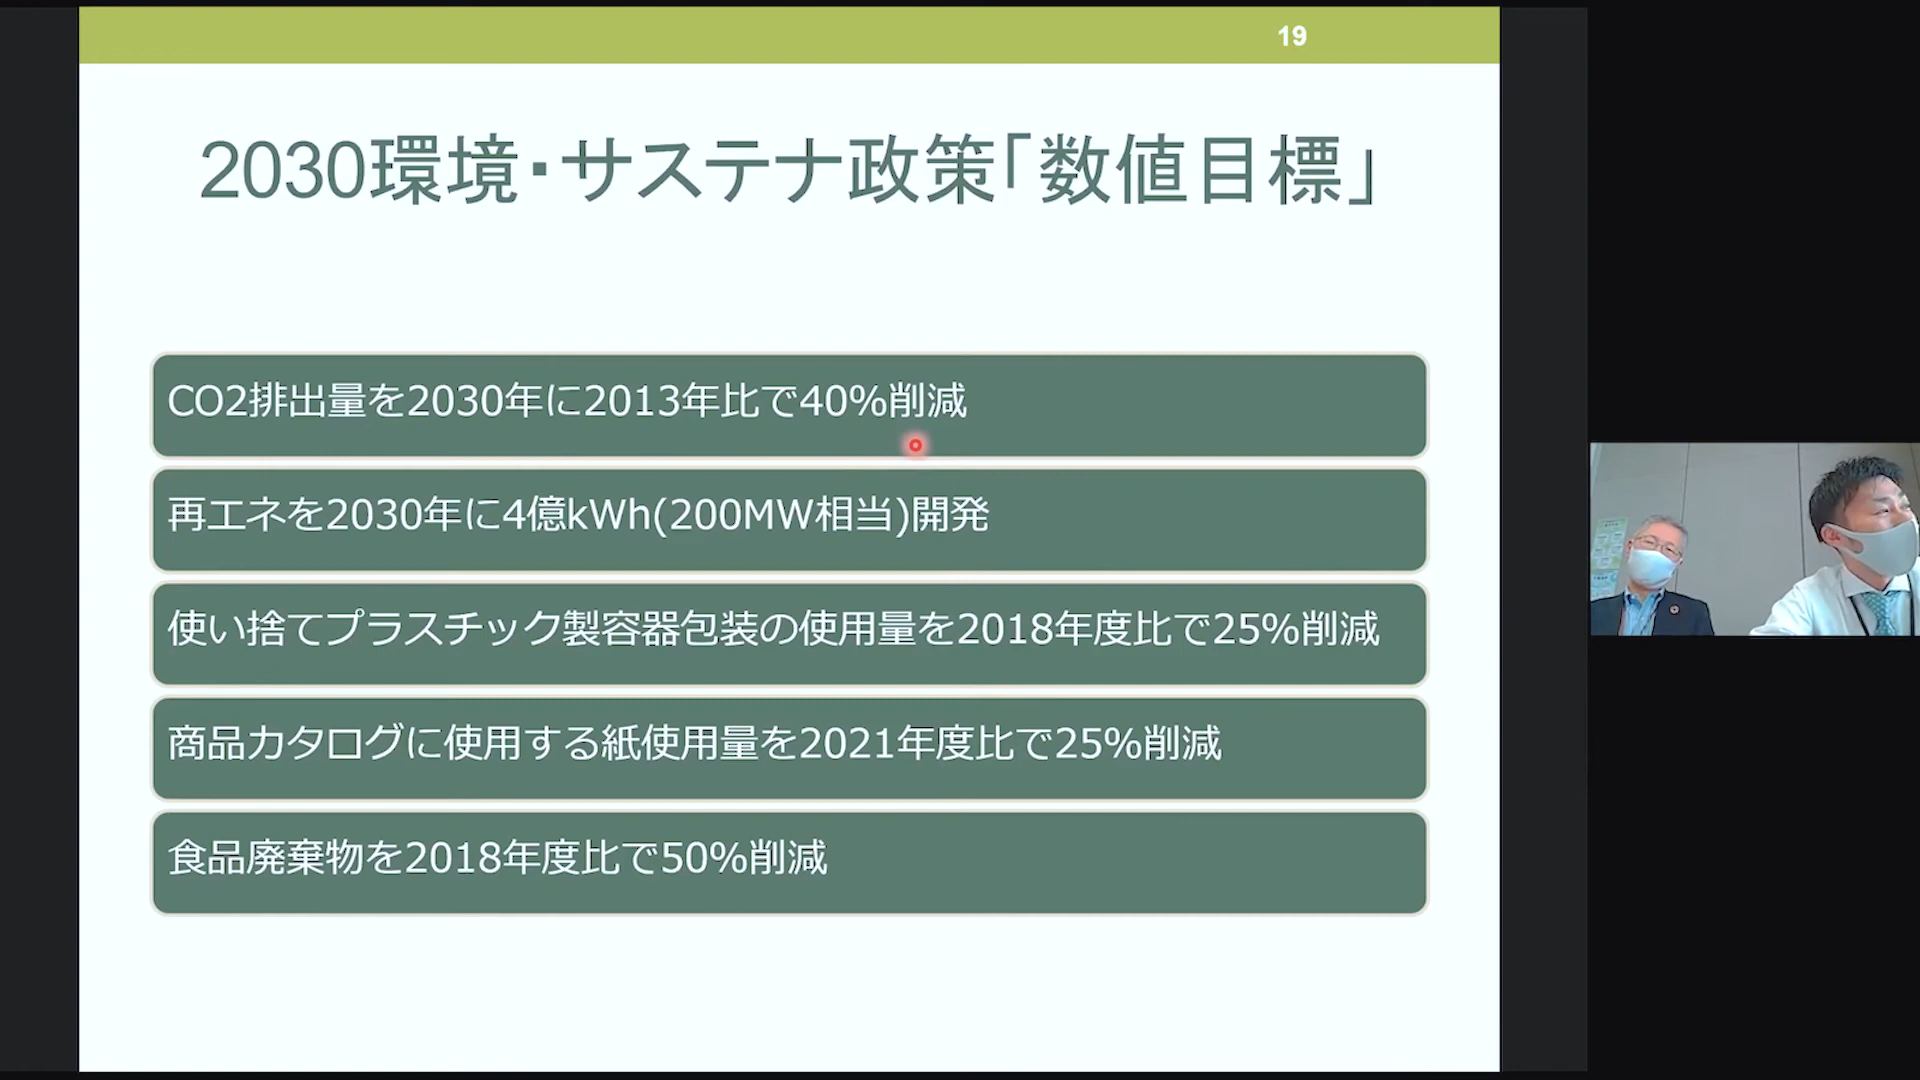 19
2030環境・サステナ政策「数値目標」
CO2排出量を2030年に2013年比で40%削減
再エネを2030年に4億kWh(200MW相当)開発
使い捨てプラスチック製容器包装の使用量を2018年度比で25%削減
商品カタログに使用する紙使用量を2021年度比で25%削減
食品廃棄物を2018年度比で50%削減